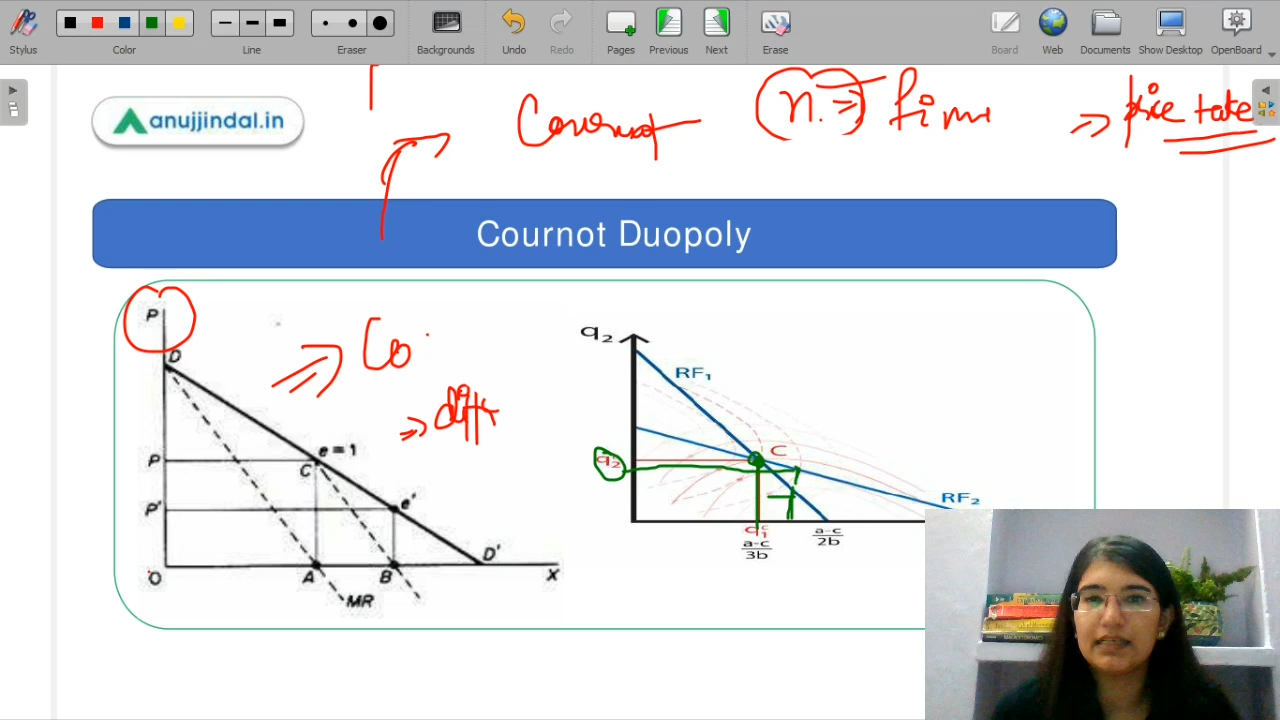 Stylus
Color
Line
Eraser
Backgrounds
Undo
Redo
Pages
Previous
Next
Erase
Board
Web
Documents
Show Desktop
OpenBoard
anujjindal.in
Cournot
n. ⇒
firms
⇒ price take
Cournot Duopoly
P
D
⇒ Co
⇒ diff
e = 1
P
C
P'
e'
D'
O
A
B
X
MR
q₂
RF₁
C
q₂
RF₂
q₁ᶜ
a-c
3b
a-c
2b